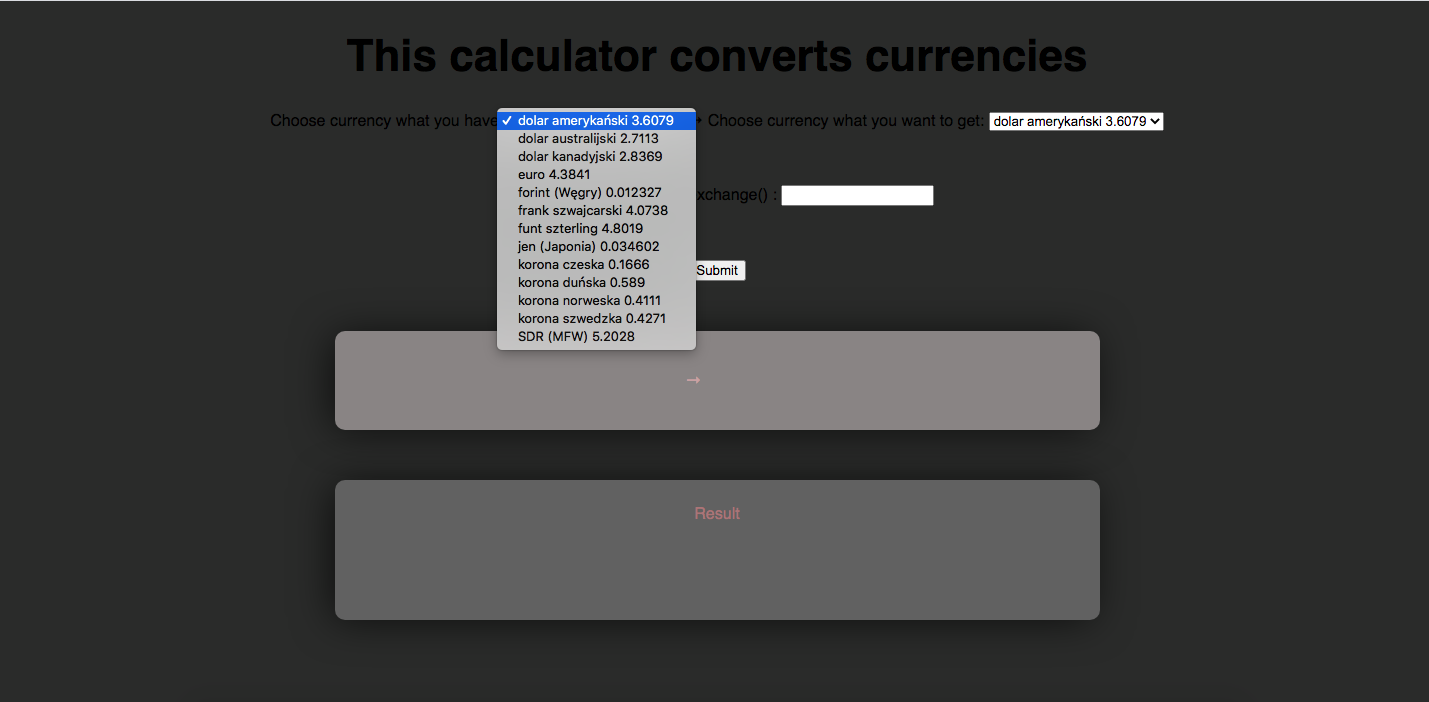 This calculator converts currencies
Choose currency what you have
✓ dolar amerykański 3.6079
dolar australijski 2.7113
dolar kanadyjski 2.8369
euro 4.3841
forint (Węgry) 0.012327
frank szwajcarski 4.0738
funt szterling 4.8019
jen (Japonia) 0.034602
korona czeska 0.1666
korona duńska 0.589
korona norweska 0.4111
korona szwedzka 0.4271
SDR (MFW) 5.2028
Choose currency what you want to get: dolar amerykański 3.6079
xchange() :
Submit
→
Result